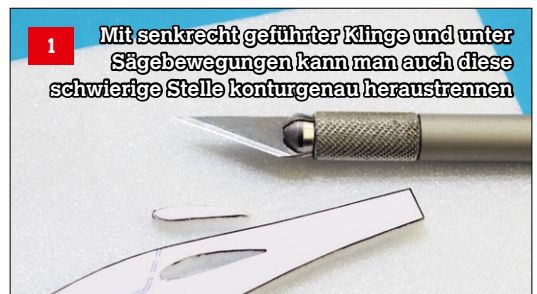 1
Mit senkrecht geführter Klinge und unter
Sägebewegungen kann man auch diese
schwierige Stelle konturgenau heraustrennen